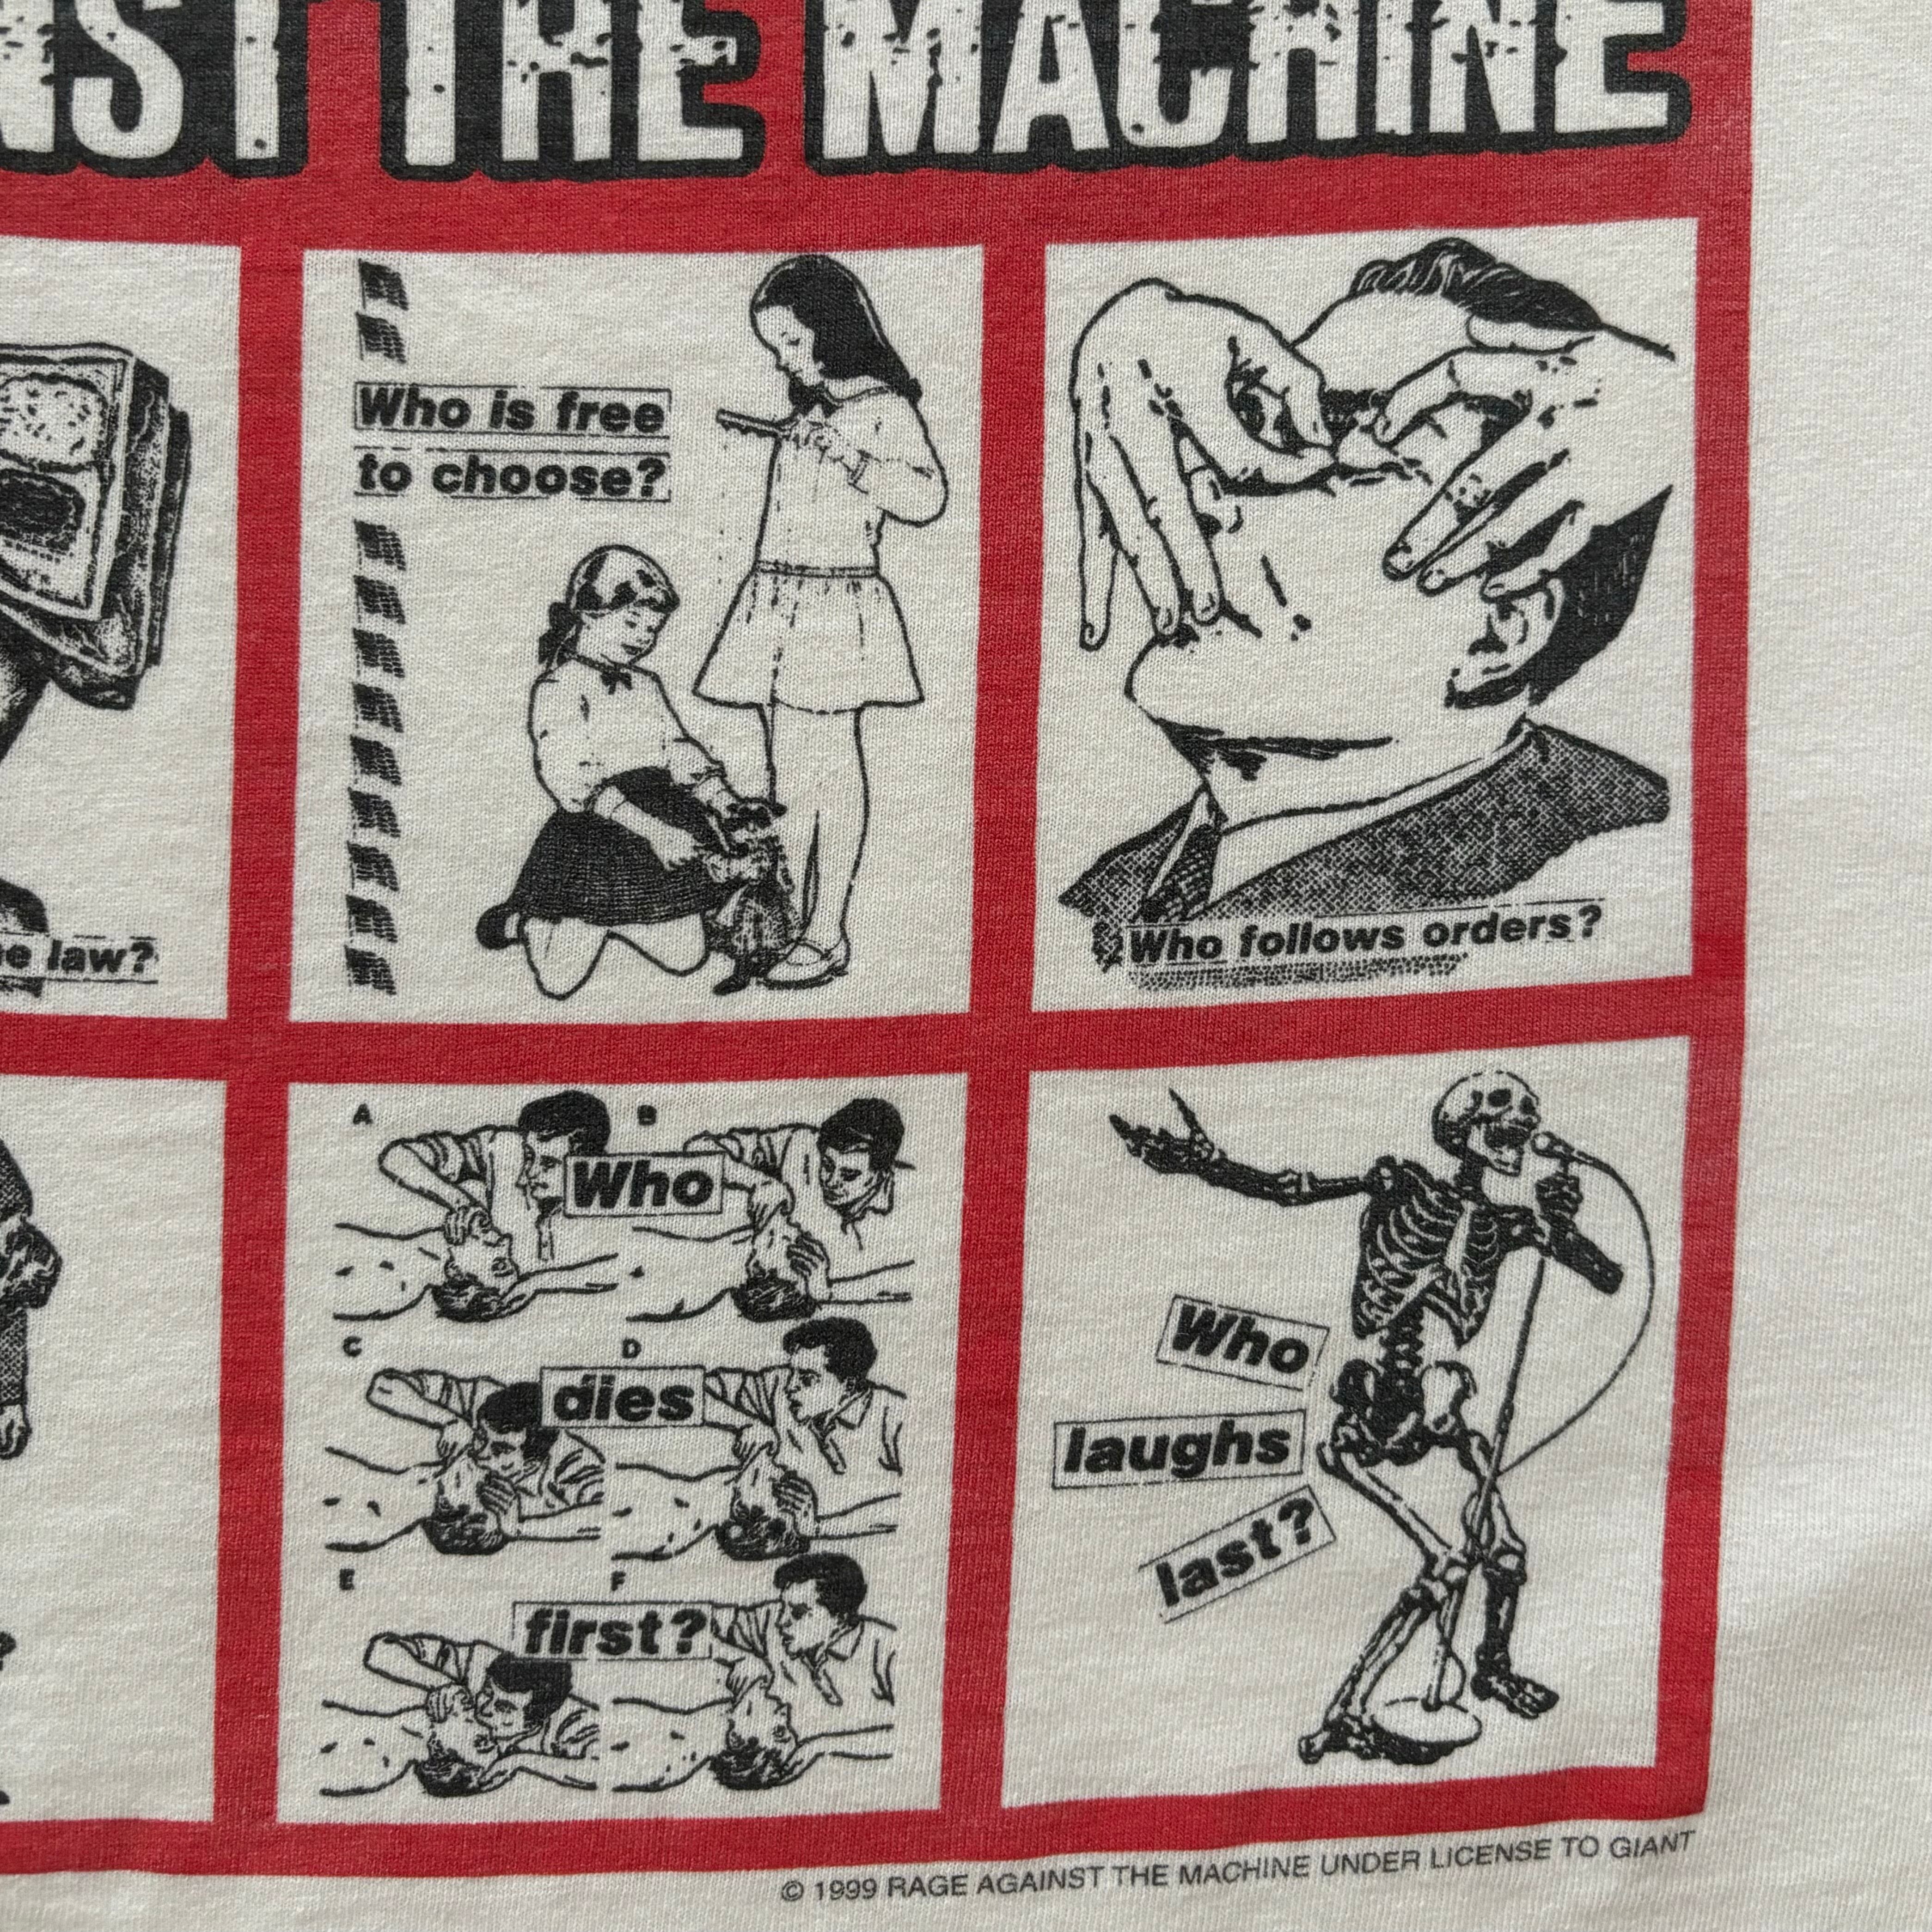 THE MACHINE
Who is free
to choose?
law?
Who follows orders?
A
B
Who
C
D
dies
E
F
first?
Who
laughs
last?
© 1999 RAGE AGAINST THE MACHINE UNDER LICENSE TO GIANT